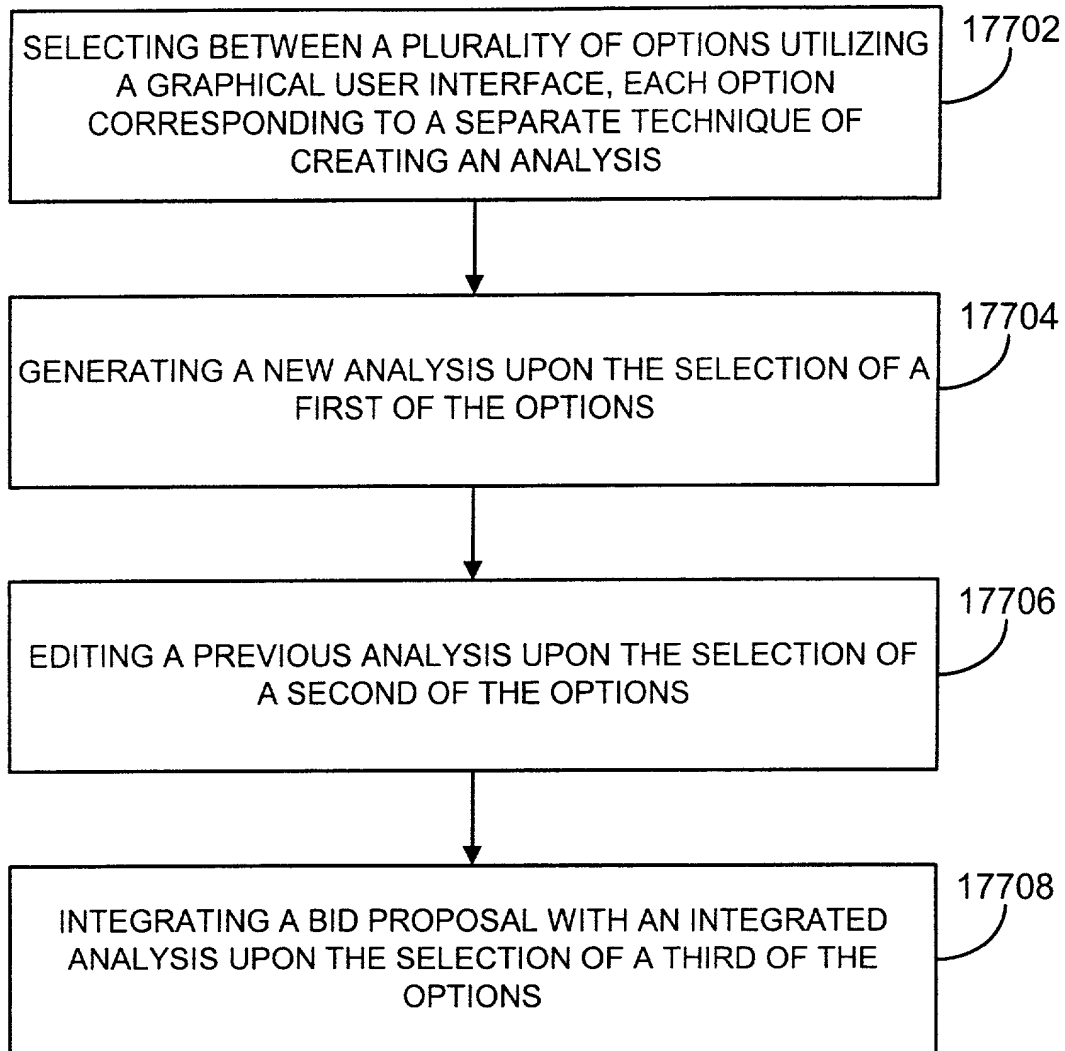 17702
SELECTING BETWEEN A PLURALITY OF OPTIONS UTILIZING
A GRAPHICAL USER INTERFACE, EACH OPTION
CORRESPONDING TO A SEPARATE TECHNIQUE OF
CREATING AN ANALYSIS
17704
GENERATING A NEW ANALYSIS UPON THE SELECTION OF A
FIRST OF THE OPTIONS
17706
EDITING A PREVIOUS ANALYSIS UPON THE SELECTION OF
A SECOND OF THE OPTIONS
17708
INTEGRATING A BID PROPOSAL WITH AN INTEGRATED
ANALYSIS UPON THE SELECTION OF A THIRD OF THE
OPTIONS